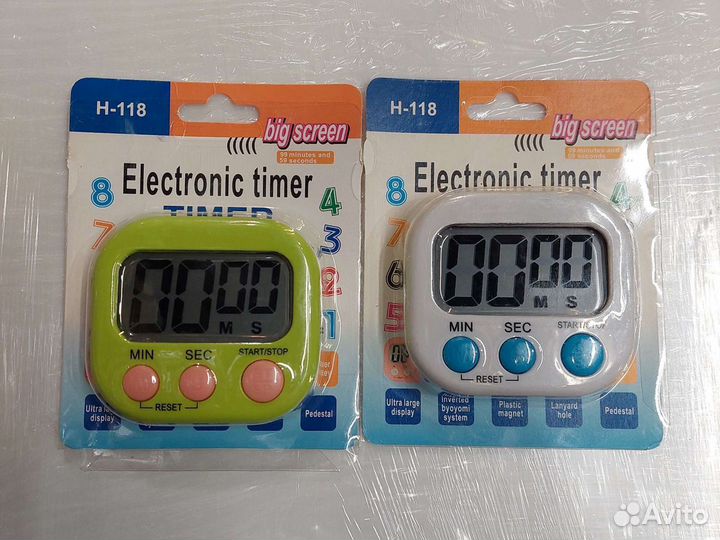 H-118
big screen
99 minutes and
59 seconds
Electronic timer
TIMER
8
7
4
3
2
1
00 00
M S
MIN SEC START/STOP
RESET
Ultra large
display
Pedestal
H-118
big screen
99 minutes and
59 seconds
Electronic timer
8
7
6
5
4
00 00
M S
MIN SEC START/STOP
RESET
Ultra large
display
Inverted
byoyomi
system
Plastic
magnet
Lanyard
hole
Pedestal
Avito